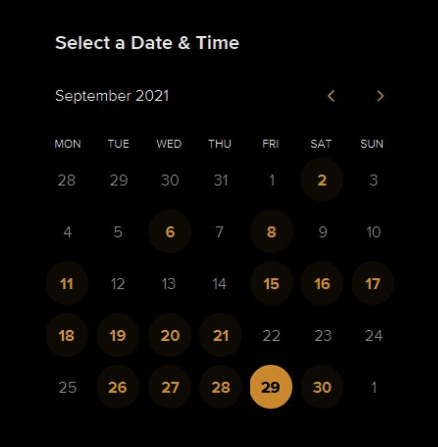 Select a Date & Time
September 2021
MON TUE WED THU FRI SAT SUN
28 29 30 31 1 2 3
4 5 6 7 8 9 10
11 12 13 14 15 16 17
18 19 20 21 22 23 24
25 26 27 28 29 30 1